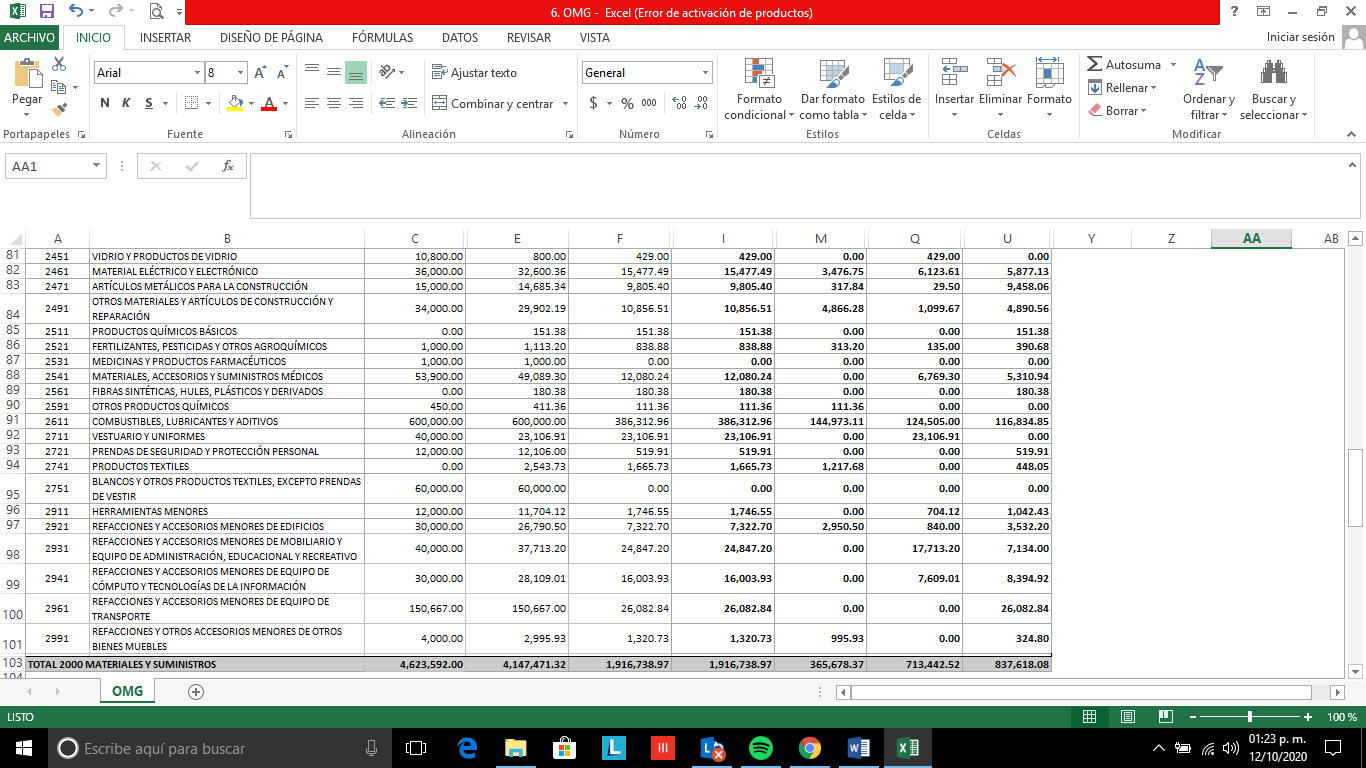 6. OMG - Excel (Error de activación de productos)
ARCHIVO INICIO INSERTAR DISEÑO DE PÁGINA FÓRMULAS DATOS REVISAR VISTA Iniciar sesión
Pegar
Arial 8
N K S
Ajustar texto
Combinar y centrar
General
$ % 000
Formato condicional
Dar formato como tabla
Estilos de celda
Insertar Eliminar Formato
Autosuma
Rellenar
Borrar
Ordenar y filtrar
Buscar y seleccionar
Portapapeles Fuente Alineación Número Estilos Celdas Modificar
AA1 fx
A B C E F I M Q U Y Z AA AB
81 2451 VIDRIO Y PRODUCTOS DE VIDRIO 10,800.00 800.00 429.00 429.00 0.00 429.00 0.00
82 2461 MATERIAL ELÉCTRICO Y ELECTRÓNICO 36,000.00 32,600.36 15,477.49 15,477.49 3,476.75 6,123.61 5,877.13
83 2471 ARTÍCULOS METÁLICOS PARA LA CONSTRUCCIÓN 15,000.00 14,685.34 9,805.40 9,805.40 317.84 29.50 9,458.06
84 2491 OTROS MATERIALES Y ARTÍCULOS DE CONSTRUCCIÓN Y REPARACIÓN 34,000.00 29,902.19 10,856.51 10,856.51 4,866.28 1,099.67 4,890.56
85 2511 PRODUCTOS QUÍMICOS BÁSICOS 0.00 151.38 151.38 151.38 0.00 0.00 151.38
86 2521 FERTILIZANTES, PESTICIDAS Y OTROS AGROQUÍMICOS 1,000.00 1,113.20 838.88 838.88 313.20 135.00 390.68
87 2531 MEDICINAS Y PRODUCTOS FARMACÉUTICOS 1,000.00 1,000.00 0.00 0.00 0.00 0.00 0.00
88 2541 MATERIALES, ACCESORIOS Y SUMINISTROS MÉDICOS 53,900.00 49,089.30 12,080.24 12,080.24 0.00 6,769.30 5,310.94
89 2561 FIBRAS SINTÉTICAS, HULES, PLÁSTICOS Y DERIVADOS 0.00 180.38 180.38 180.38 0.00 0.00 180.38
90 2591 OTROS PRODUCTOS QUÍMICOS 450.00 411.36 111.36 111.36 111.36 0.00 0.00
91 2611 COMBUSTIBLES, LUBRICANTES Y ADITIVOS 600,000.00 600,000.00 386,312.96 386,312.96 144,973.11 124,505.00 116,834.85
92 2711 VESTUARIO Y UNIFORMES 40,000.00 23,106.91 23,106.91 23,106.91 0.00 23,106.91 0.00
93 2721 PRENDAS DE SEGURIDAD Y PROTECCIÓN PERSONAL 12,000.00 12,106.00 519.91 519.91 0.00 0.00 519.91
94 2741 PRODUCTOS TEXTILES 0.00 2,543.73 1,665.73 1,665.73 1,217.68 0.00 448.05
95 2751 BLANCOS Y OTROS PRODUCTOS TEXTILES, EXCEPTO PRENDAS DE VESTIR 60,000.00 60,000.00 0.00 0.00 0.00 0.00 0.00
96 2911 HERRAMIENTAS MENORES 12,000.00 11,704.12 1,746.55 1,746.55 0.00 704.12 1,042.43
97 2921 REFACCIONES Y ACCESORIOS MENORES DE EDIFICIOS 30,000.00 26,790.50 7,322.70 7,322.70 2,950.50 840.00 3,532.20
98 2931 REFACCIONES Y ACCESORIOS MENORES DE MOBILIARIO Y EQUIPO DE ADMINISTRACIÓN, EDUCACIONAL Y RECREATIVO 40,000.00 37,713.20 24,847.20 24,847.20 0.00 17,713.20 7,134.00
99 2941 REFACCIONES Y ACCESORIOS MENORES DE EQUIPO DE CÓMPUTO Y TECNOLOGÍAS DE LA INFORMACIÓN 30,000.00 28,109.01 16,003.93 16,003.93 0.00 7,609.01 8,394.92
100 2961 REFACCIONES Y ACCESORIOS MENORES DE EQUIPO DE TRANSPORTE 150,667.00 150,667.00 26,082.84 26,082.84 0.00 0.00 26,082.84
101 2991 REFACCIONES Y OTROS ACCESORIOS MENORES DE OTROS BIENES MUEBLES 4,000.00 2,995.93 1,320.73 1,320.73 995.93 0.00 324.80
103 TOTAL 2000 MATERIALES Y SUMINISTROS 4,623,592.00 4,147,471.32 1,916,738.97 1,916,738.97 365,678.37 713,442.52 837,618.08
104
OMG
LISTO 100 %
Escribe aquí para buscar
01:23 p. m.
12/10/2020